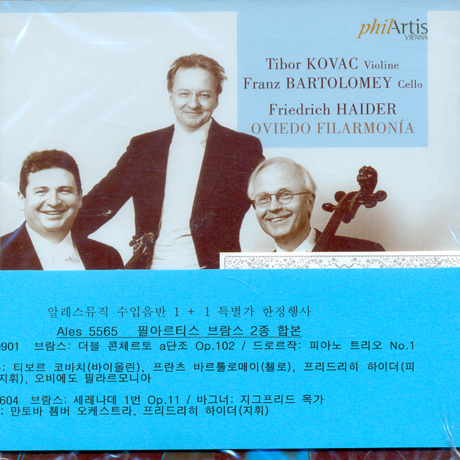 philArtis
VIENNA
Tibor KOVAC Violine
Franz BARTOLOMEY Cello
Friedrich HAIDER
OVIEDO FILARMONÍA
알레스뮤직 수입음반 1 + 1 특별가 한정행사
Ales 5565 필아르티스 브람스 2종 합본
0901 브람스: 더블 콘체르토 a단조 Op.102 / 드로르작: 피아노 트리오 No.1
: 티보르 코바치(바이올린), 프란츠 바르톨로메이(첼로), 프리드리히 하이더(피
지휘), 오비에도 필라르모니아
604 브람스: 세레나데 1번 Op.11 / 바그너: 지그프리드 목가
: 만토바 챔버 오케스트라, 프리드리히 하이더(지휘)